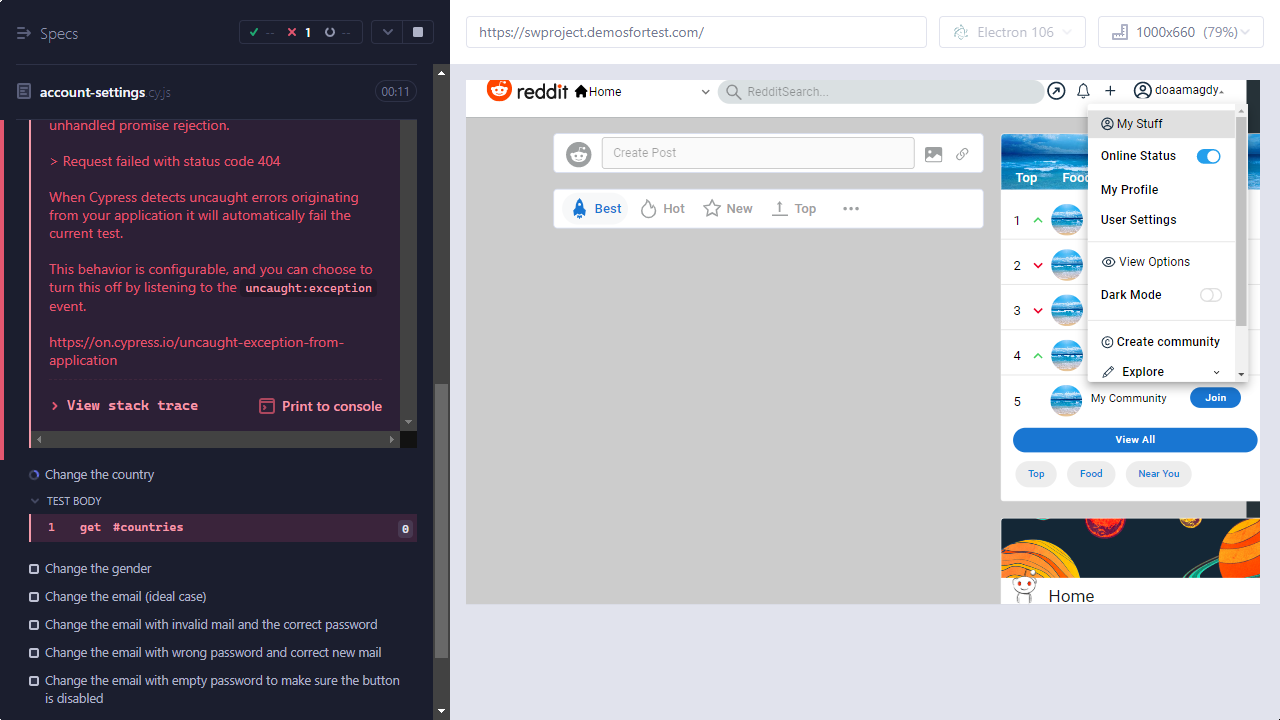 Specs
--
1
--
account-settings.cy.js
00:11
unhandled promise rejection.
> Request failed with status code 404
When Cypress detects uncaught errors originating
from your application it will automatically fail the
current test.
This behavior is configurable, and you can choose to
turn this off by listening to the uncaught:exception
event.
https://on.cypress.io/uncaught-exception-from-
application
View stack trace
Print to console
Change the country
TEST BODY
1 get #countries 0
Change the gender
Change the email (ideal case)
Change the email with invalid mail and the correct password
Change the email with wrong password and correct new mail
Change the email with empty password to make sure the button
is disabled
https://swproject.demosfortest.com/
Electron 106
1000x660 (79%)
reddit
Home
RedditSearch...
doaamagdy
Create Post
Best
Hot
New
Top
Top
Food
1
2
3
4
5
My Community
Join
View All
Top
Food
Near You
Home
My Stuff
Online Status
My Profile
User Settings
View Options
Dark Mode
Create community
Explore